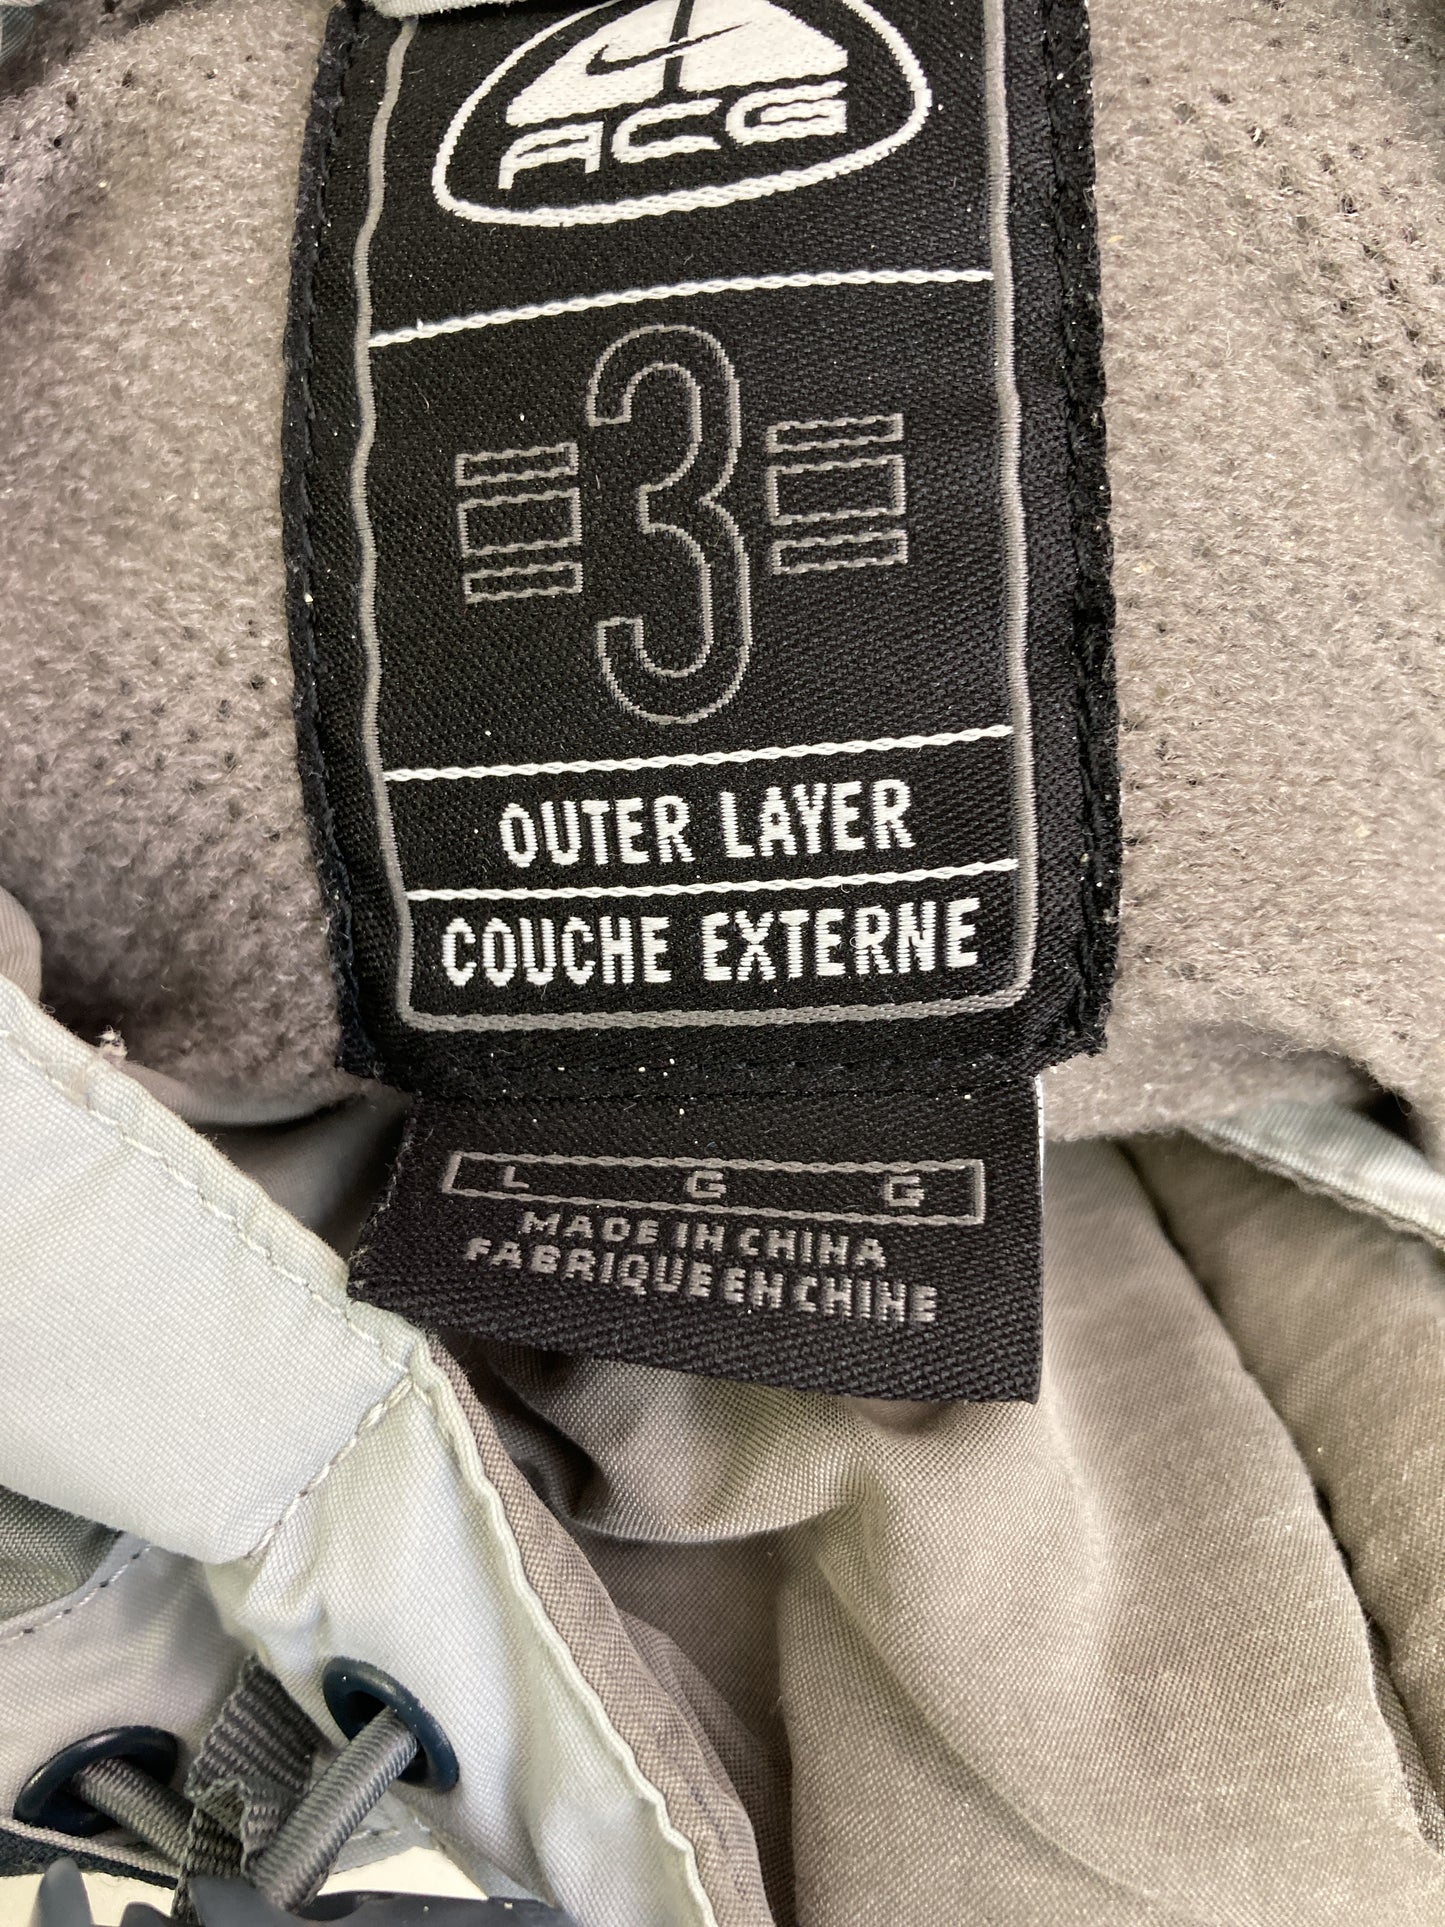 ACG
3
OUTER LAYER
COUCHE EXTERNE
L G G
MADE IN CHINA
FABRIQUE EN CHINE